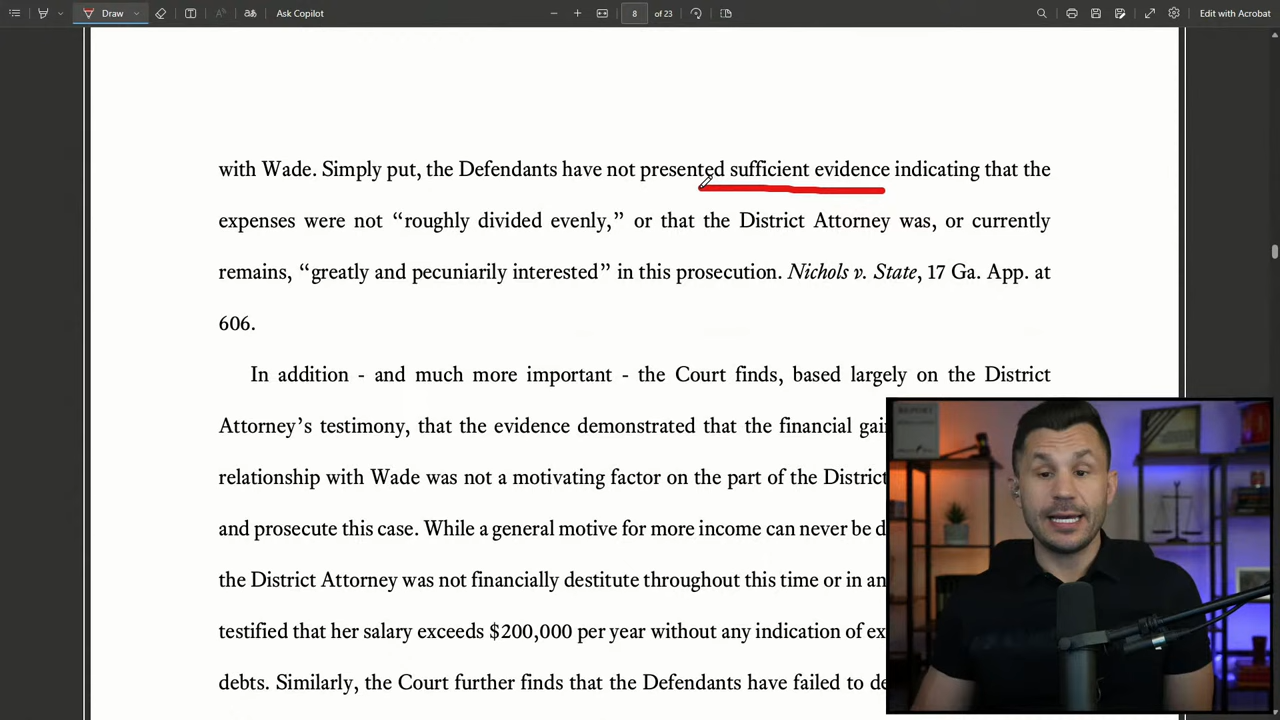 Draw
Ask Copilot
8 of 23
Edit with Acrobat
with Wade. Simply put, the Defendants have not presented sufficient evidence indicating that the
expenses were not “roughly divided evenly,” or that the District Attorney was, or currently
remains, “greatly and pecuniarily interested” in this prosecution. Nichols v. State, 17 Ga. App. at
606.
In addition - and much more important - the Court finds, based largely on the District
Attorney’s testimony, that the evidence demonstrated that the financial gai
relationship with Wade was not a motivating factor on the part of the District
and prosecute this case. While a general motive for more income can never be d
the District Attorney was not financially destitute throughout this time or in an
testified that her salary exceeds $200,000 per year without any indication of ex
debts. Similarly, the Court further finds that the Defendants have failed to de